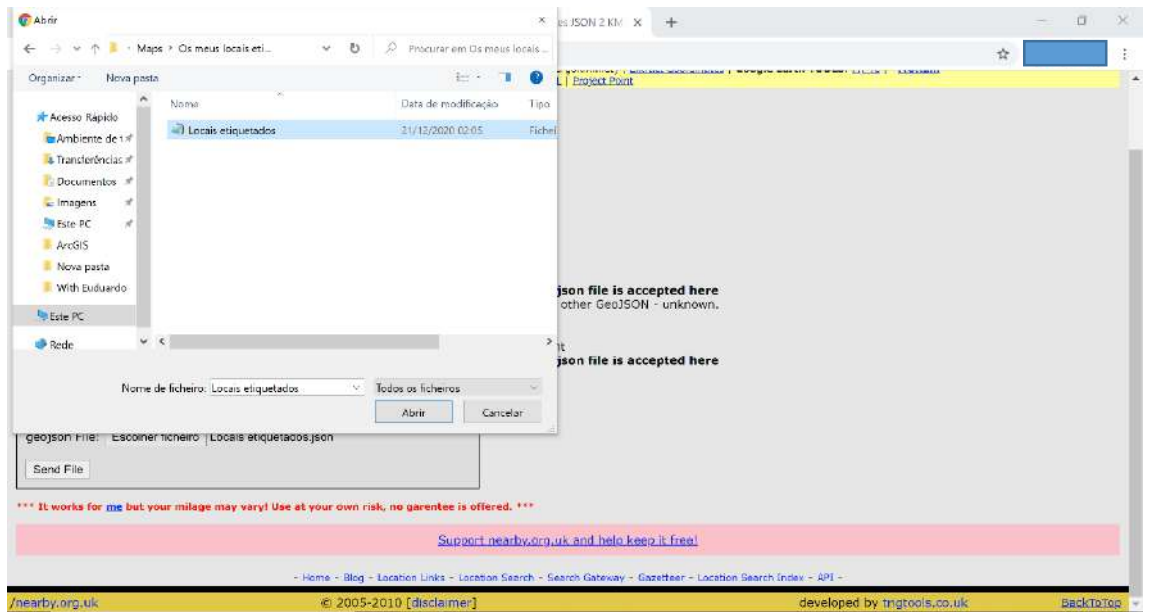 Abrir
es JSON 2 KM
Maps > Os meus locais eti...
Procurar em Os meus locais ...
Organizar
Nova pasta
| Project Point
Nome
Data de modificação
Tipo
Acesso Rápido
Locais etiquetados
21/12/2020 02:05
Fichei
Ambiente de t
Transferências
Documentos
Imagens
Este PC
ArcGIS
Nova pasta
With Euduardo
Este PC
Rede
json file is accepted here
other GeoJSON - unknown.
json file is accepted here
Nome de ficheiro: Locais etiquetados
Todos os ficheiros
Abrir
Cancelar
geojson File: Escolher ficheiro Locais etiquetados.json
Send File
*** It works for me but your milage may vary! Use at your own risk, no garentee is offered. ***
Support nearby.org.uk and help keep it free!
- Home - Blog - Location Links - Location Search - Search Gateway - Gazetteer - Location Search Index - API -
/nearby.org.uk
© 2005-2010 [disclaimer]
developed by trigtools.co.uk
BackToTop